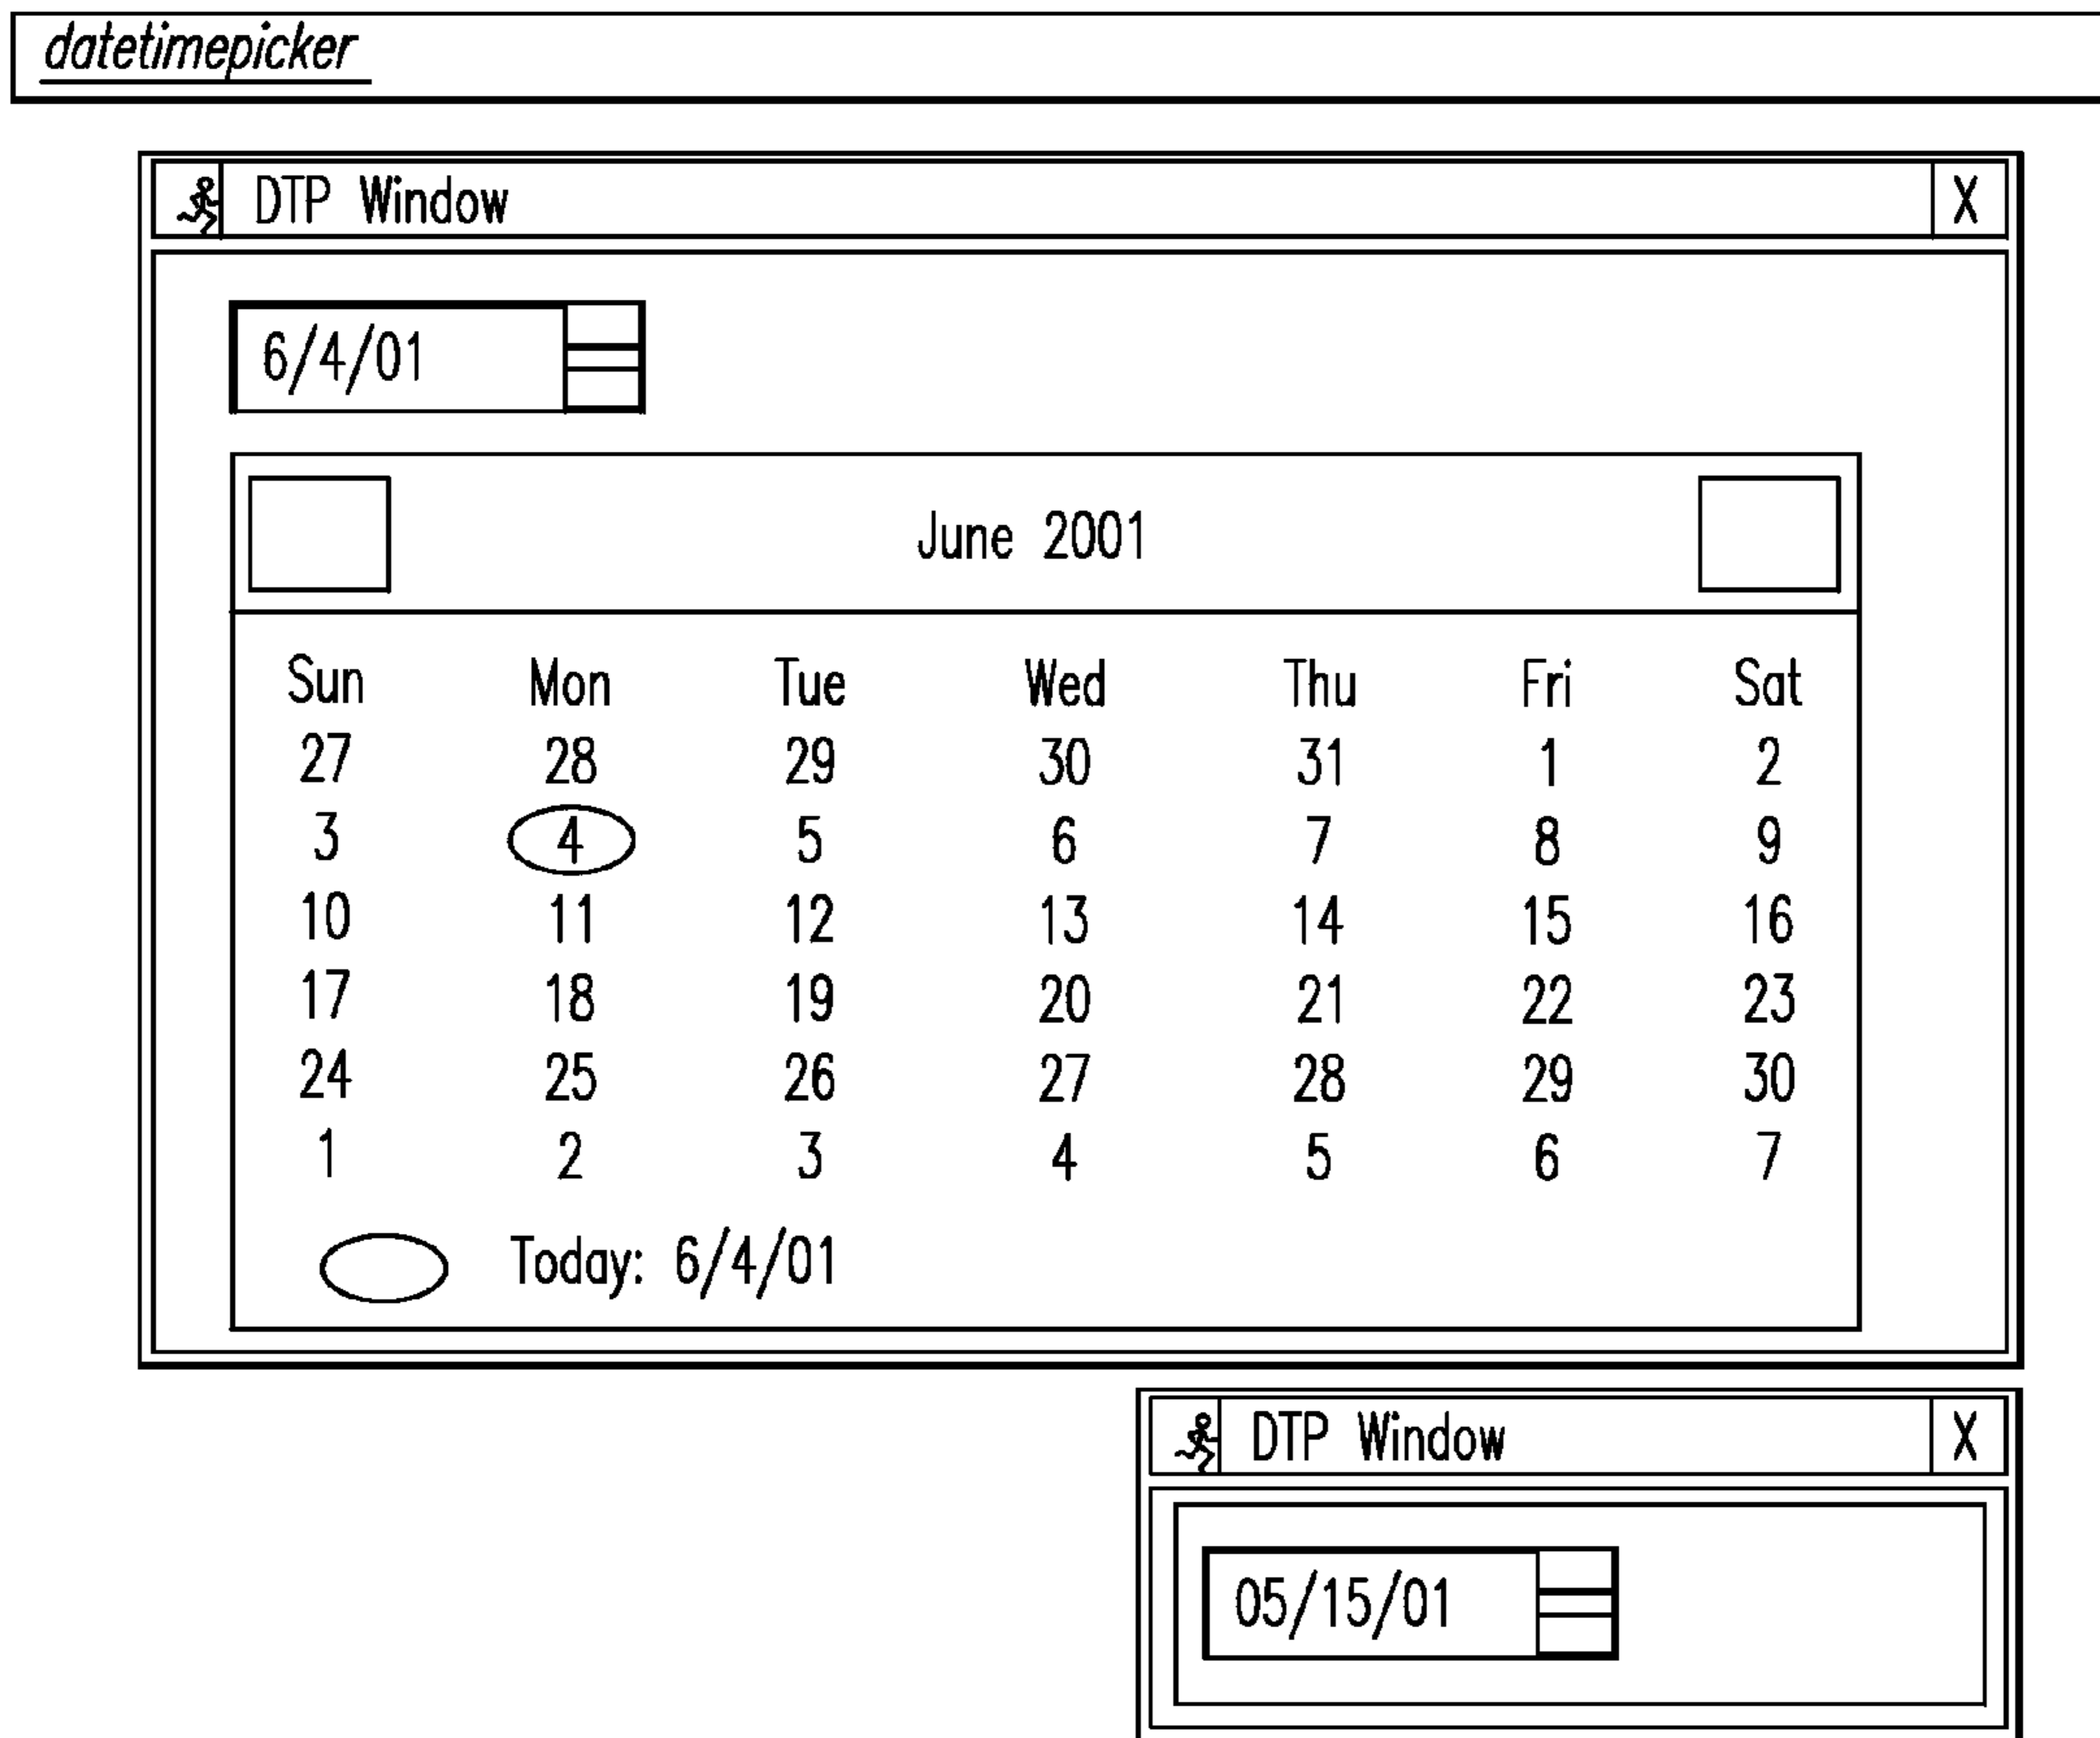 datetimepicker
DTP Window X
6/4/01
June 2001
Sun Mon Tue Wed Thu Fri Sat
27 28 29 30 31 1 2
3 4 5 6 7 8 9
10 11 12 13 14 15 16
17 18 19 20 21 22 23
24 25 26 27 28 29 30
1 2 3 4 5 6 7
Today: 6/4/01
DTP Window X
05/15/01